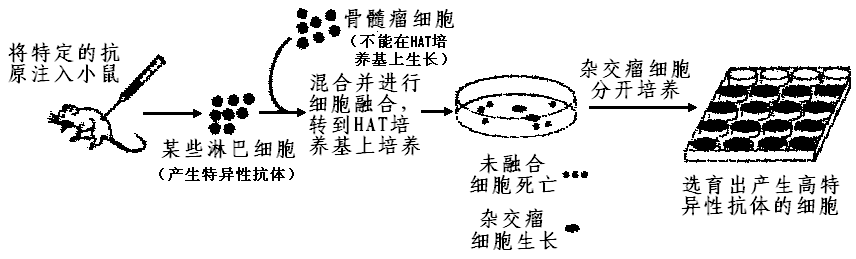 将特定的抗
原注入小鼠
某些淋巴细胞
（产生特异性抗体）
骨髓瘤细胞
（不能在HAT培
养基上生长）
混合并进行
细胞融合，
转到HAT培
养基上培养
未融合
细胞死亡
杂交瘤
细胞生长
杂交瘤细胞
分开培养
选育出产生高特
异性抗体的细胞